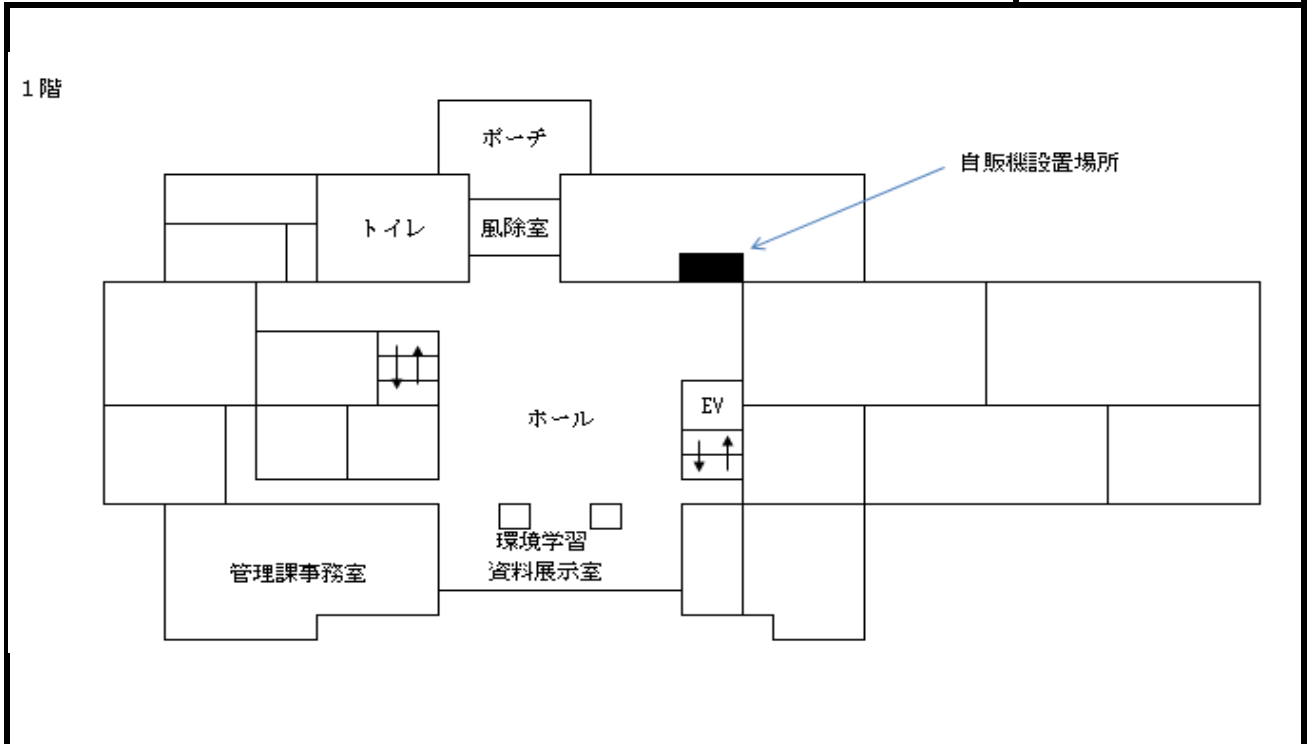 １階
ポーチ
自販機設置場所
トイレ
風除室
EV
ホール
環境学習
資料展示室
管理課事務室